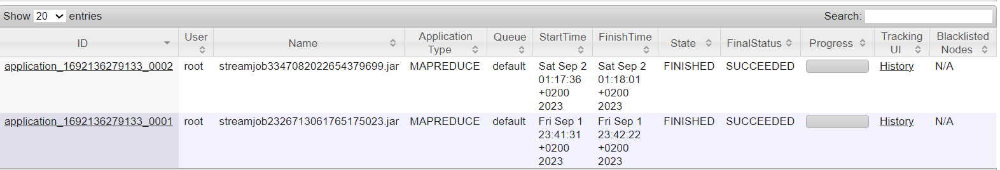 Show 20 entries Search:
ID User Name Application Type Queue StartTime FinishTime State FinalStatus Progress Tracking UI Blacklisted Nodes
application_1692136279133_0002 root streamjob3347082022654379699.jar MAPREDUCE default Sat Sep 2 Sat Sep 2 FINISHED SUCCEEDED History N/A
01:17:36 01:18:01
+0200 +0200
2023 2023
application_1692136279133_0001 root streamjob2326713061765175023.jar MAPREDUCE default Fri Sep 1 Fri Sep 1 FINISHED SUCCEEDED History N/A
23:41:31 23:42:22
+0200 +0200
2023 2023